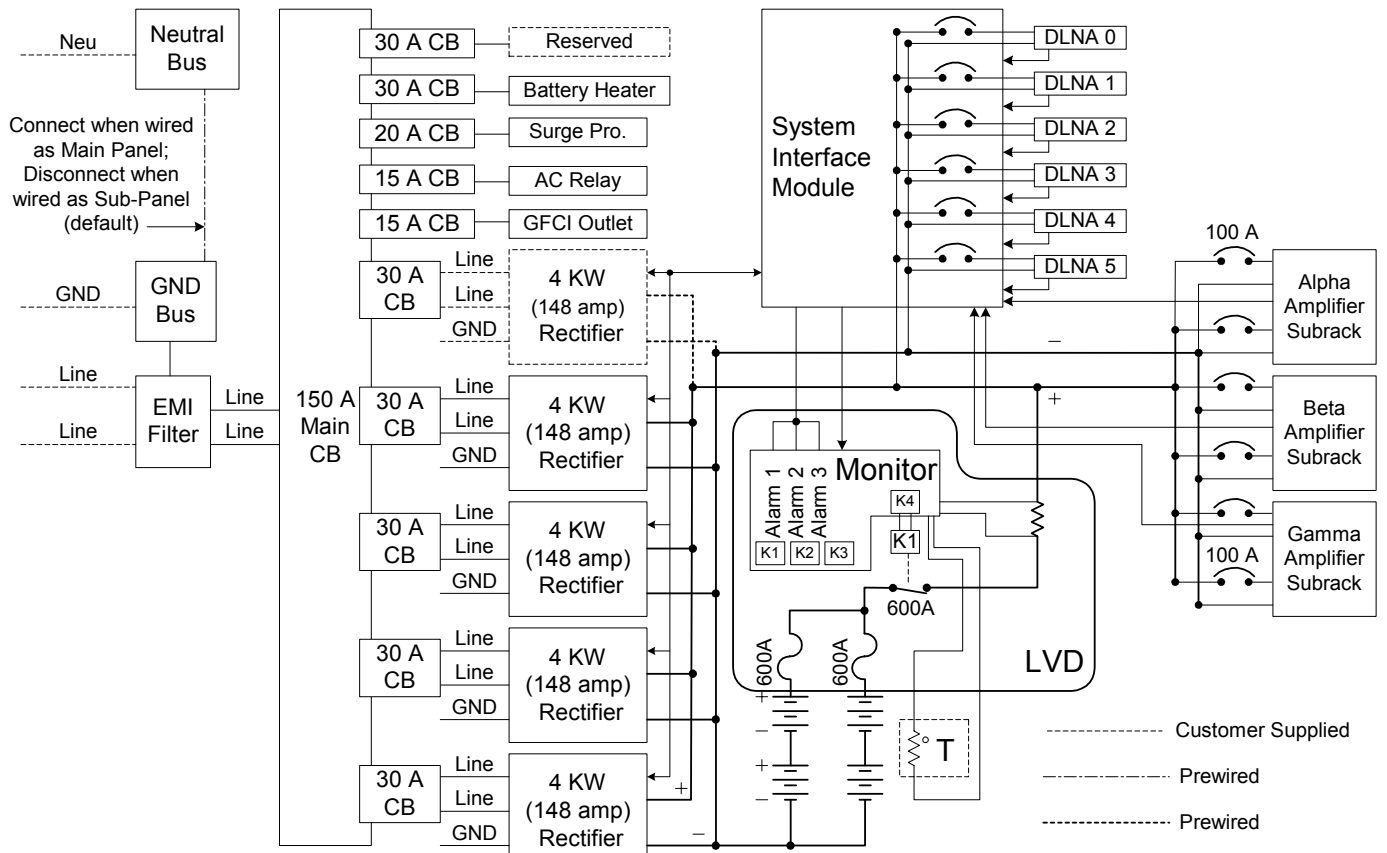 Neu
Neutral
Bus
Connect when wired
as Main Panel;
Disconnect when
wired as Sub-Panel
(default)
GND
GND
Bus
Line
Line
EMI
Filter
Line
Line
150 A
Main
CB
30 A CB
Reserved
30 A CB
Battery Heater
20 A CB
Surge Pro.
15 A CB
AC Relay
15 A CB
GFCI Outlet
30 A
CB
Line
Line
GND
4 KW
(148 amp)
Rectifier
30 A
CB
Line
Line
GND
4 KW
(148 amp)
Rectifier
30 A
CB
Line
Line
GND
4 KW
(148 amp)
Rectifier
30 A
CB
Line
Line
GND
4 KW
(148 amp)
Rectifier
30 A
CB
Line
Line
GND
4 KW
(148 amp)
Rectifier
+
−
System
Interface
Module
DLNA 0
DLNA 1
DLNA 2
DLNA 3
DLNA 4
DLNA 5
−
+
Monitor
Alarm 1
Alarm 2
Alarm 3
K1
K2
K3
K4
K1
600A
600A
600A
LVD
+
−
+
−
° T
100 A
Alpha
Amplifier
Subrack
Beta
Amplifier
Subrack
Gamma
Amplifier
Subrack
100 A
Customer Supplied
Prewired
Prewired